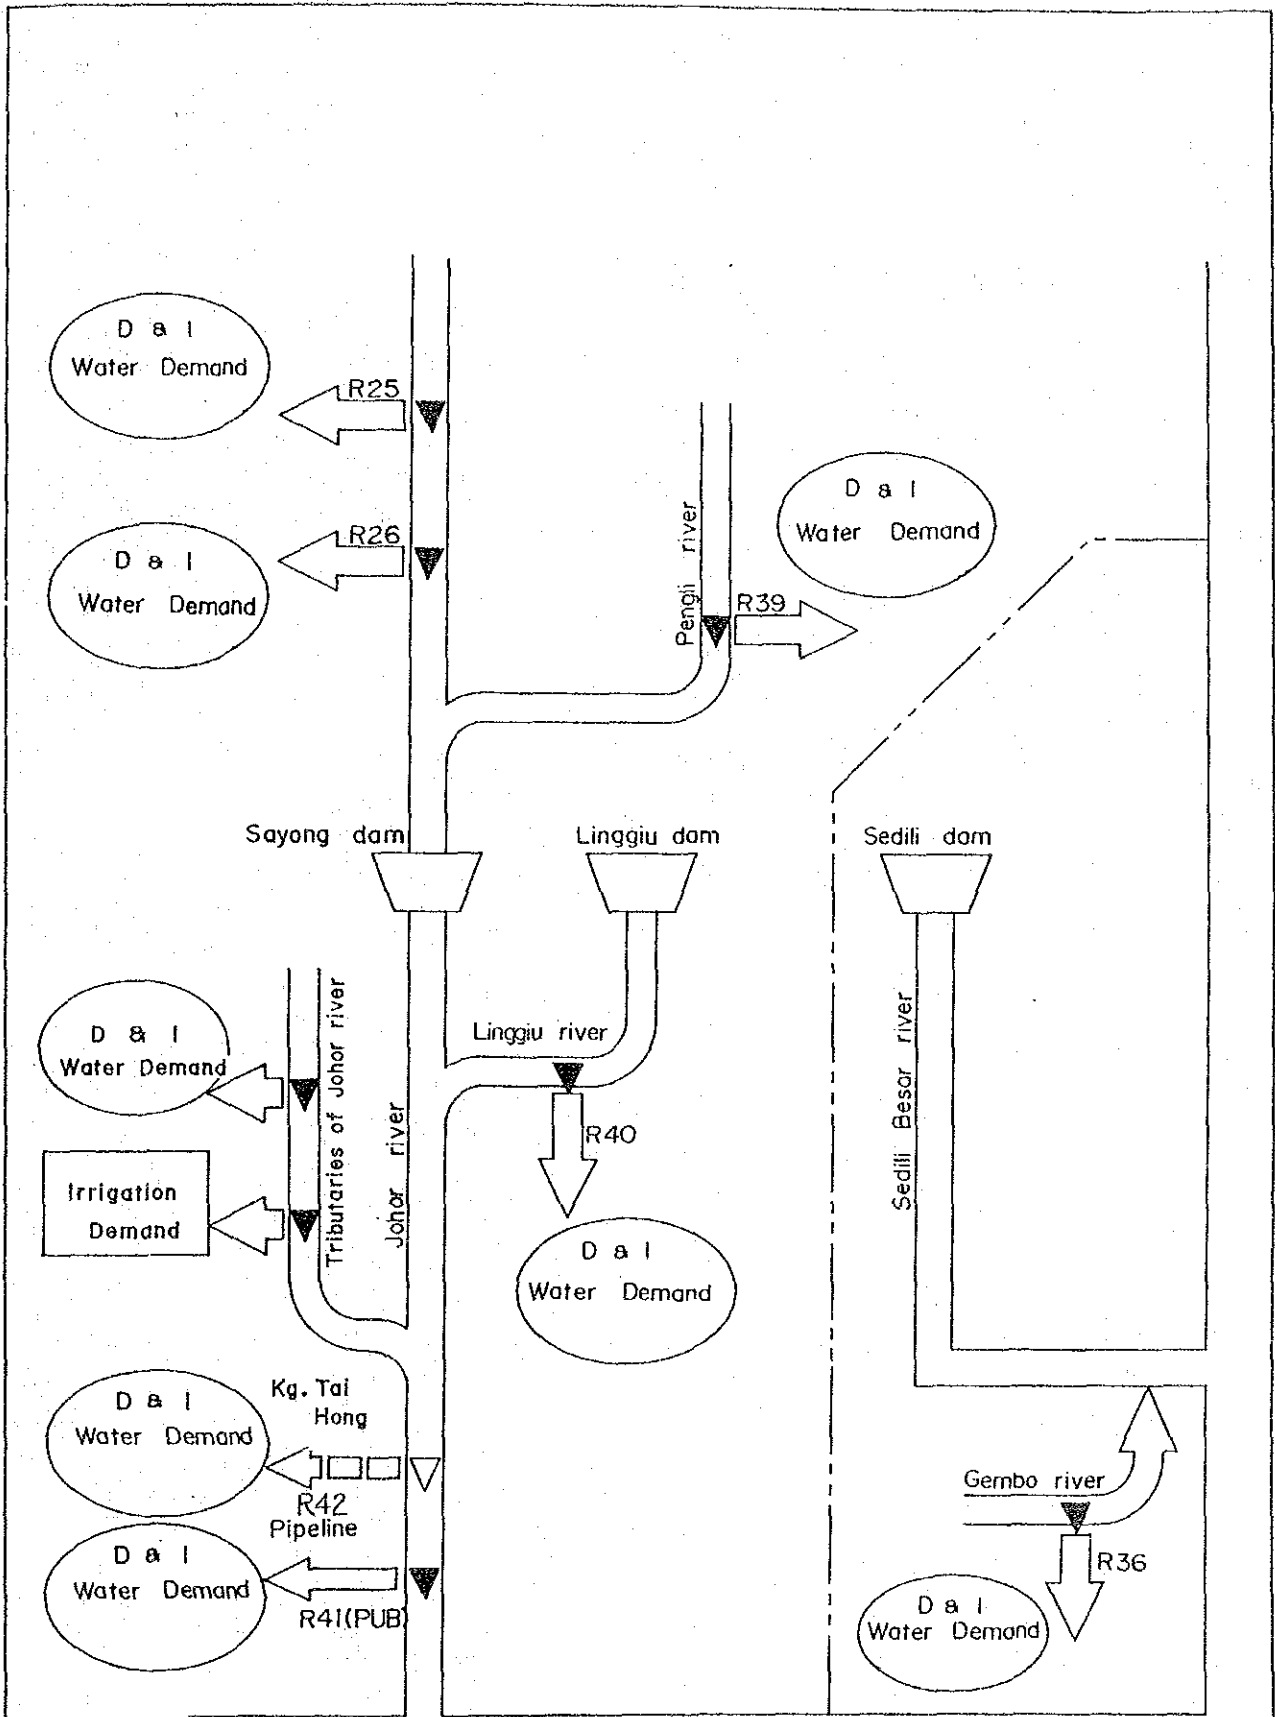 D a I
Water Demand
R25
D a I
Water Demand
R26
Pengli river
D a I
Water Demand
R39
Sayong dam
Linggiu dam
Sedili dam
D & I
Water Demand
Tributaries of Johor river
Johor river
Linggiu river
R40
D a I
Water Demand
Irrigation
Demand
Sedili Besar river
Kg. Tai
Hong
D a I
Water Demand
R42
Pipeline
D a I
Water Demand
R41(PUB)
Gembo river
R36
D a I
Water Demand